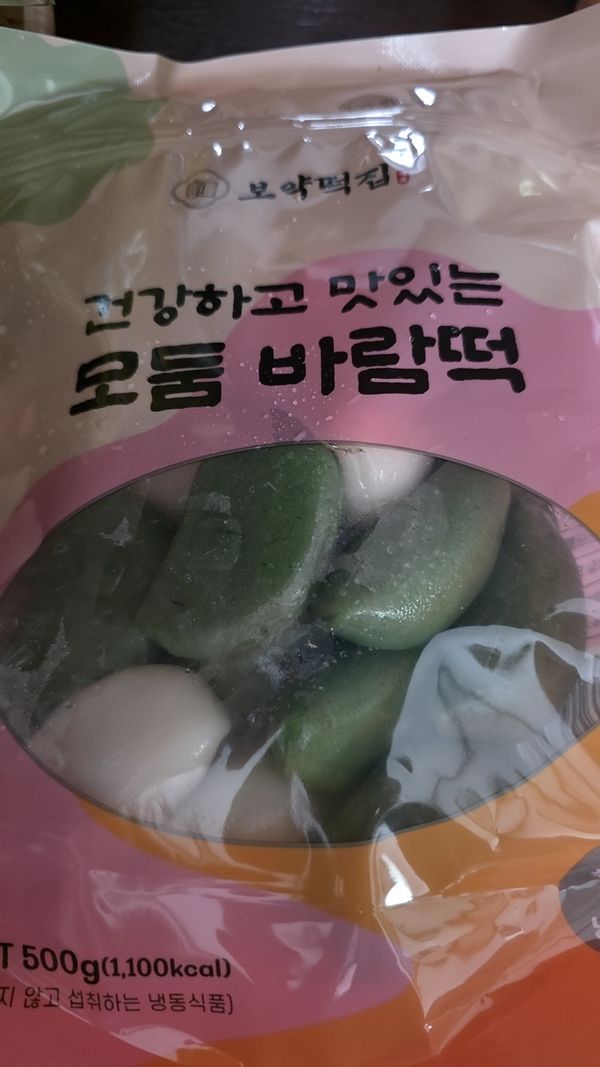 보약떡집
건강하고 맛있는
모둠 바람떡
T 500g(1,100kcal)
지 않고 섭취하는 냉동식품)